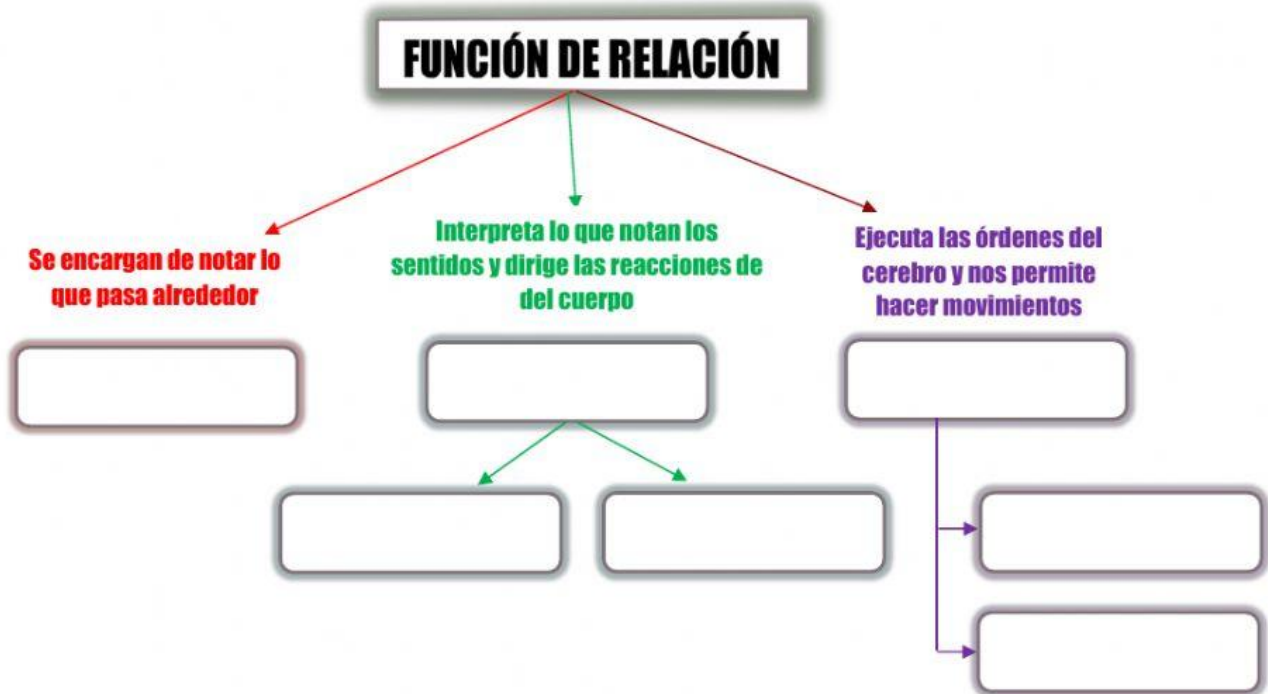 FUNCIÓN DE RELACIÓN
Se encargan de notar lo
que pasa alrededor
Interpreta lo que notan los
sentidos y dirige las reacciones de
del cuerpo
Ejecuta las órdenes del
cerebro y nos permite
hacer movimientos